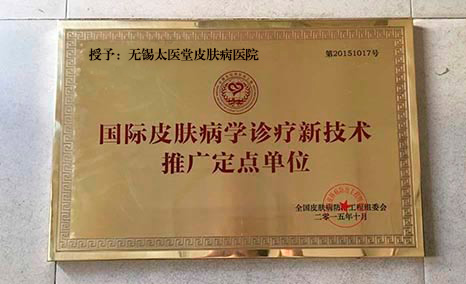 授予：无锡太医堂皮肤病医院
第20151017号
国际皮肤病学诊疗新技术
推广定点单位
全国皮肤病防治工程组委会
二〇一五年十月